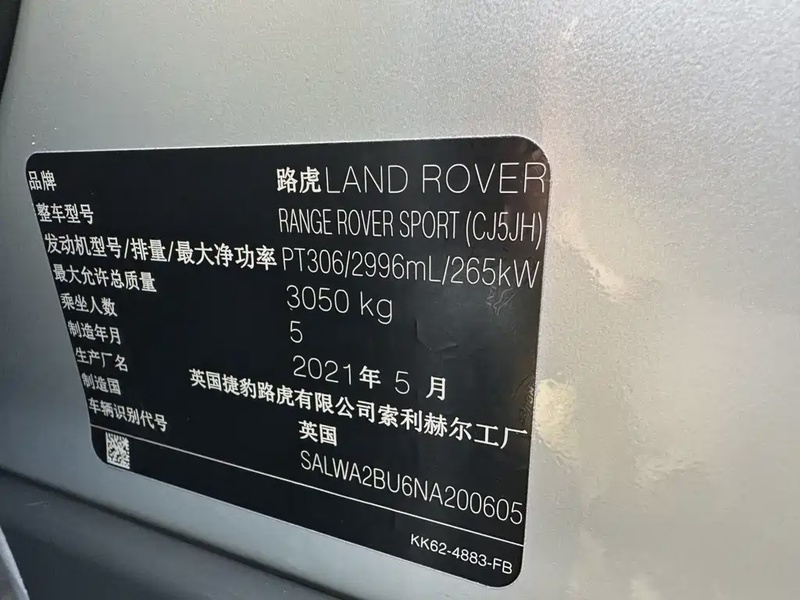 品牌 路虎LAND ROVER
整车型号 RANGE ROVER SPORT (CJ5JH)
发动机型号/排量/最大净功率 PT306/2996mL/265kW
最大允许总质量 3050 kg
乘坐人数 5
制造年月 2021年 5 月
生产厂名 英国捷豹路虎有限公司索利赫尔工厂
制造国 英国
车辆识别代号 SALWA2BU6NA200605
KK62-4883-FB